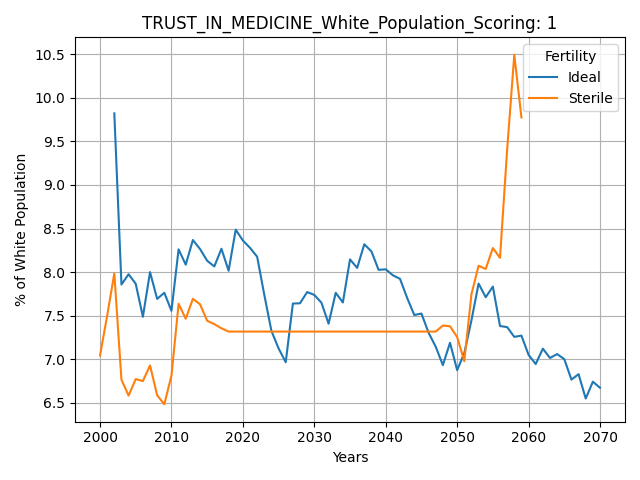 TRUST_IN_MEDICINE_White_Population_Scoring: 1
Fertility
Ideal
Sterile
10.5
10.0
9.5
9.0
8.5
8.0
7.5
7.0
6.5
% of White Population
2000 2010 2020 2030 2040 2050 2060 2070
Years